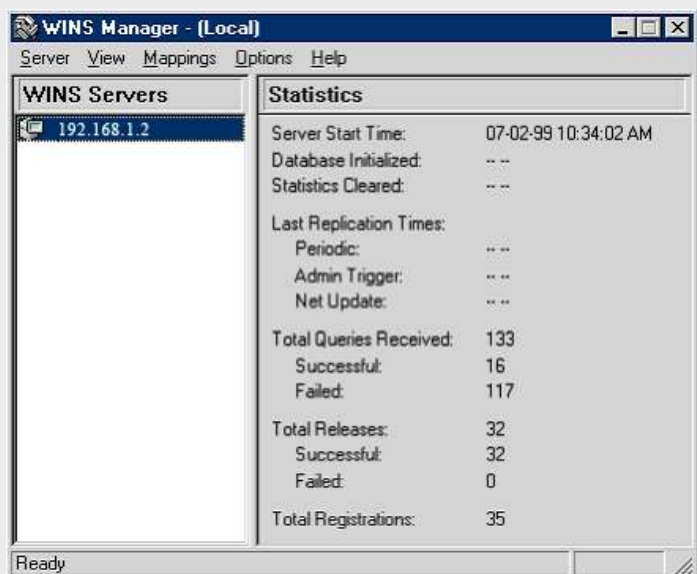 WINS Manager - (Local)
Server View Mappings Options Help
WINS Servers
192.168.1.2
Statistics
Server Start Time: 07-02-99 10:34:02 AM
Database Initialized: -- --
Statistics Cleared: -- --
Last Replication Times:
Periodic: -- --
Admin Trigger: -- --
Net Update: -- --
Total Queries Received: 133
Successful: 16
Failed: 117
Total Releases: 32
Successful: 32
Failed: 0
Total Registrations: 35
Ready